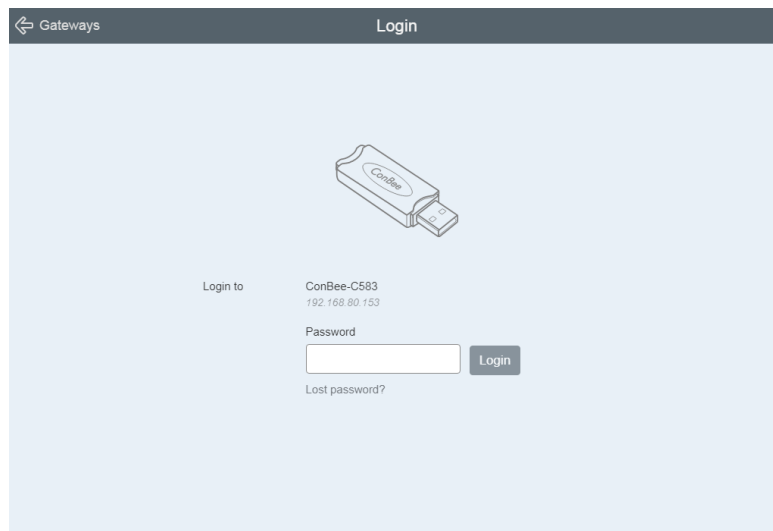 Gateways
Login
ConBee
Login to
ConBee-C583
192.168.80.153
Password
Login
Lost password?